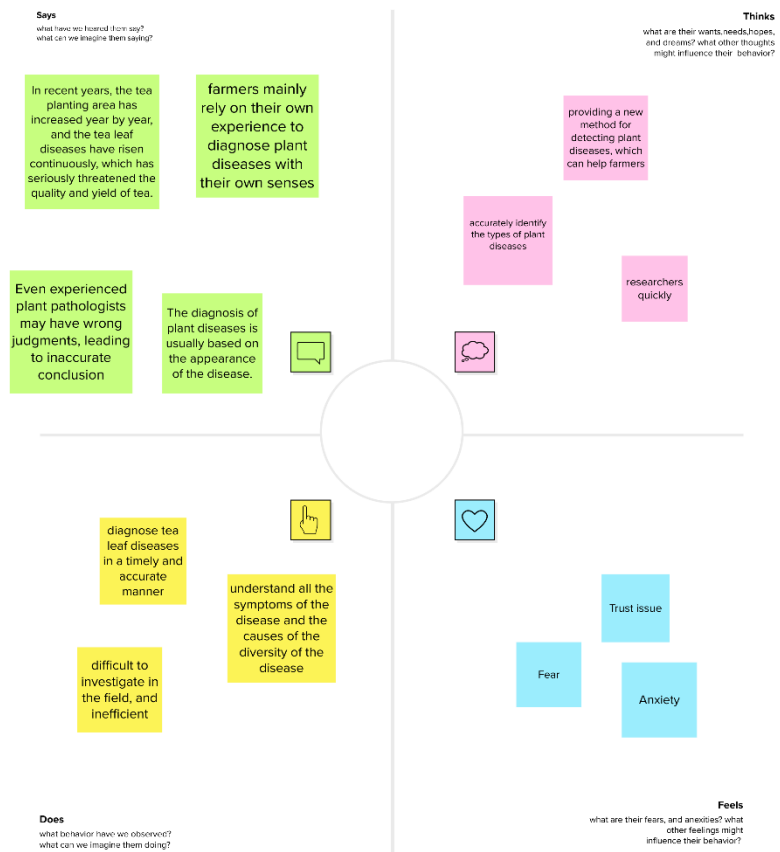 Says
what have we heared them say?
what can we imagine them saying?
In recent years, the tea
planting area has
increased year by year,
and the tea leaf
diseases have risen
continuously, which has
seriously threatened the
quality and yield of tea.
farmers mainly
rely on their own
experience to
diagnose plant
diseases with
their own senses
Even experienced
plant pathologists
may have wrong
judgments, leading
to inaccurate
conclusion
The diagnosis of
plant diseases is
usually based on
the appearance
of the disease.
Thinks
what are their wants,needs,hopes,
and dreams? what other thoughts
might influence their behavior?
providing a new
method for
detecting plant
diseases, which
can help farmers
accurately identify
the types of plant
diseases
researchers
quickly
diagnose tea
leaf diseases
in a timely and
accurate
manner
understand all the
symptoms of the
disease and the
causes of the
diversity of the
disease
difficult to
investigate in
the field, and
inefficient
Does
what behavior have we observed?
what can we imagine them doing?
Trust issue
Fear
Anxiety
Feels
what are their fears, and anexities? what
other feelings might
influence their behavior?